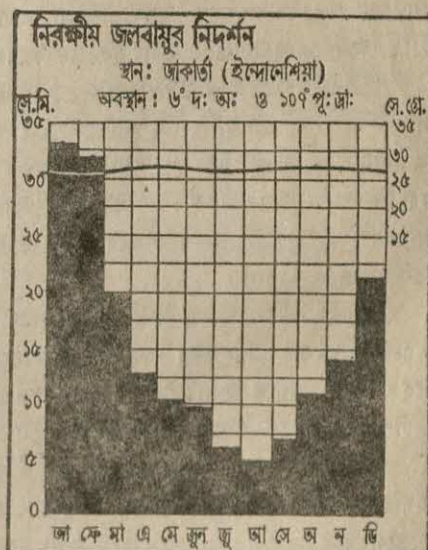 নিরক্ষীয় জলবায়ুর নিদর্শন
স্থান: জাকার্তা (ইন্দোনেশিয়া)
সে.মি. অবস্থান: ৬° দ: অ: ও ১০৭° পূ: দ্রা: সে.গ্রে.
৩৫ ৩৫
৩০
৩০ ২৫
২০
২৫ ১৫
২০
১৫
১০
৫
০
জা ফে মা এ মে জুন জু আ সে অ ন ডি